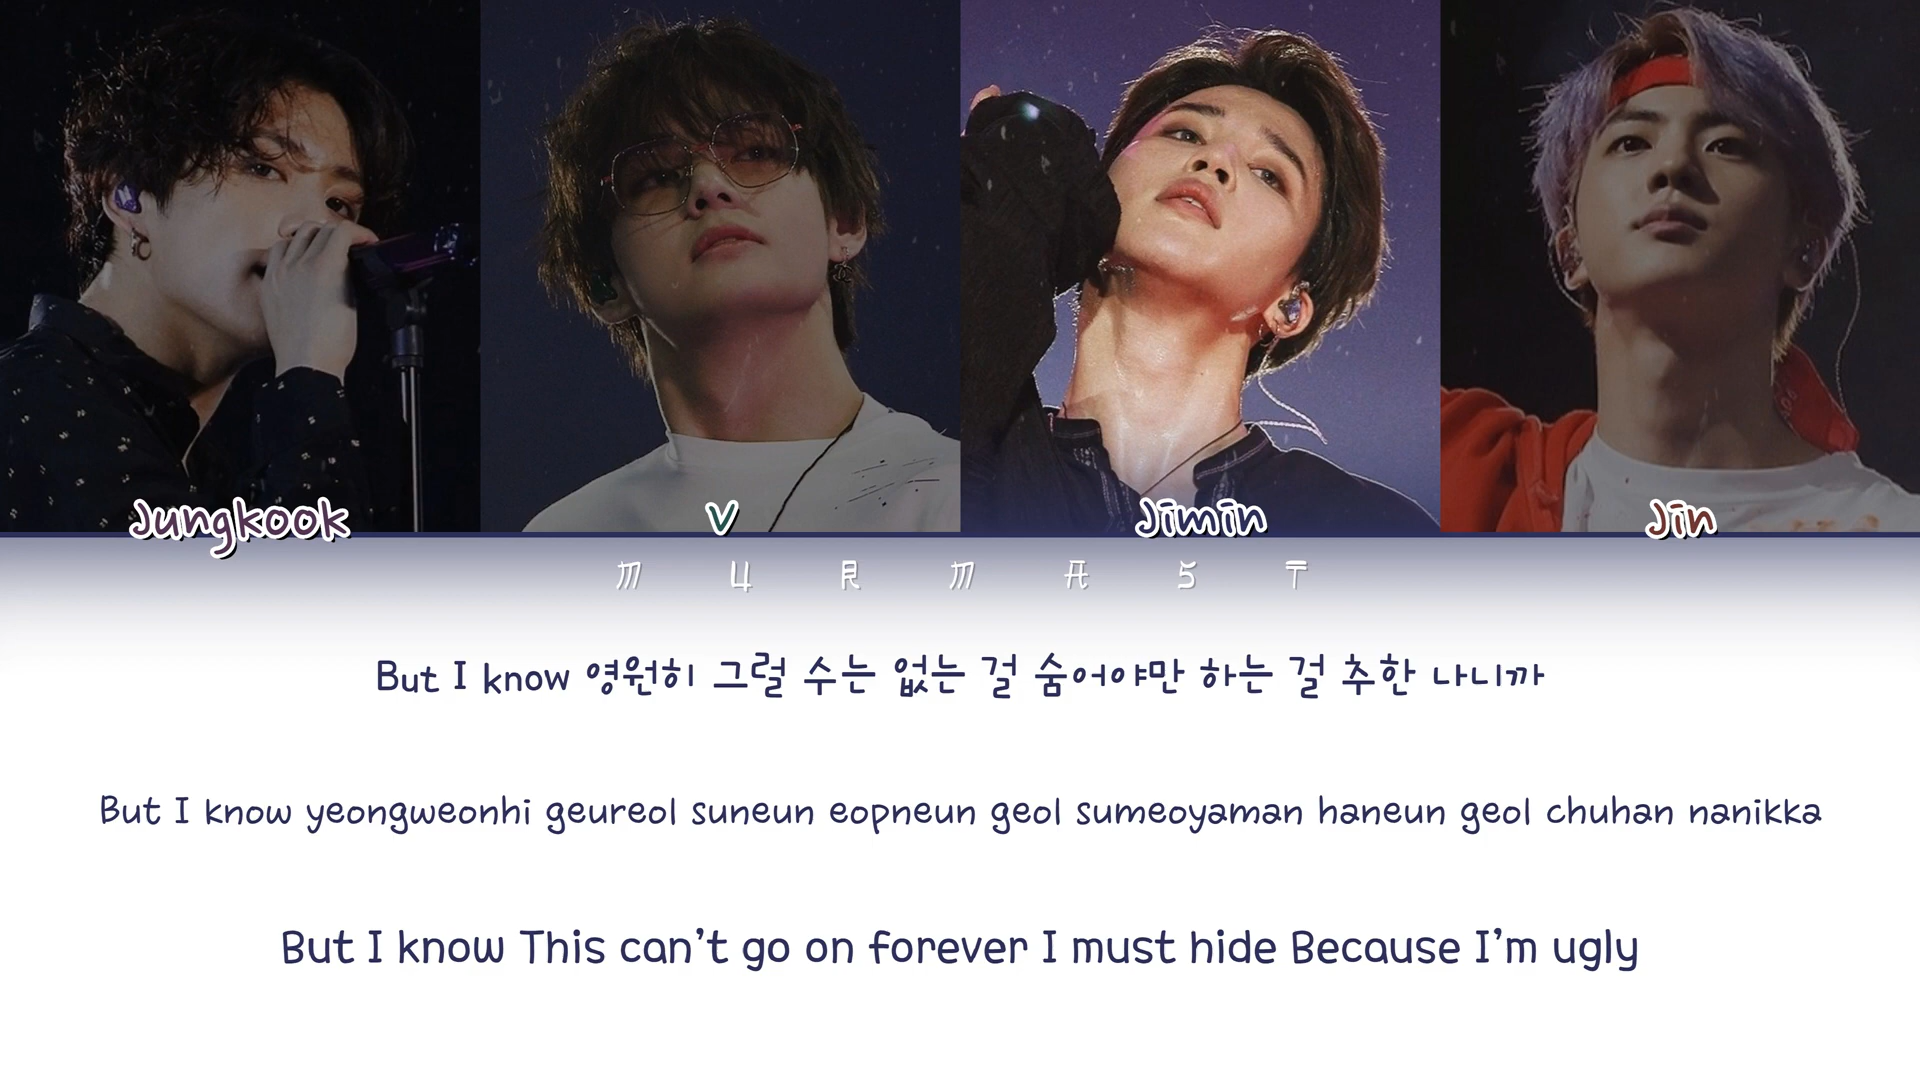 Jungkook V Jimin Jin
M U R M A S T
But I know 영원히 그럴 수는 없는 걸 숨어야만 하는 걸 추한 나니까
But I know yeongweonhi geureol suneun eopneun geol sumeoyaman haneun geol chuhan nanikka
But I know This can't go on forever I must hide Because I'm ugly